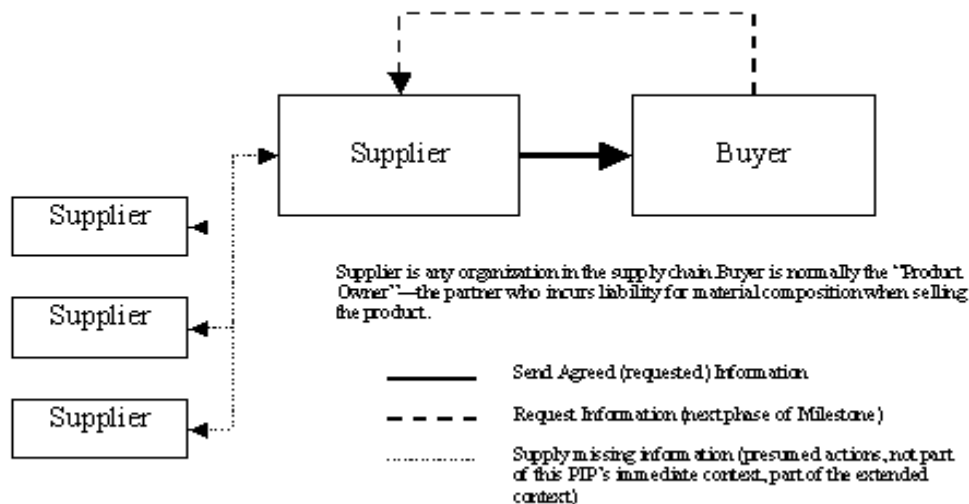 Supplier
Buyer
Supplier
Supplier
Supplier
Supplier is any organization in the supply chain. Buyer is normally the "Product
Owner"—the partner who incurs liability for material composition when selling
the product.
Send Agreed (requested) Information
Request Information (next phase of Milestone)
Supply missing information (presumed actions, not part
of this PIP's immediate context, part of the extended
context)